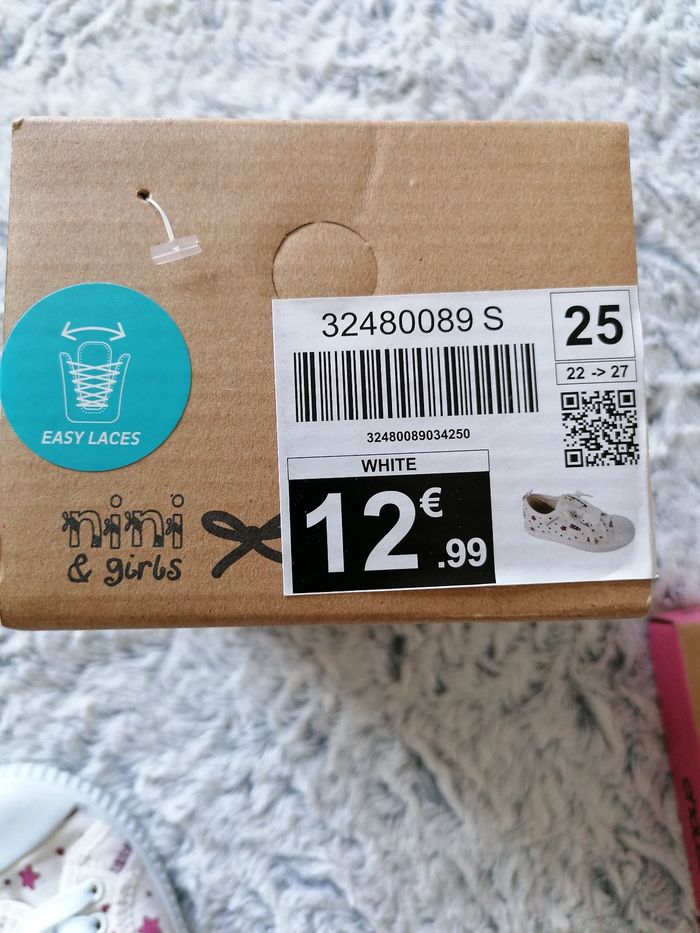 32480089 S
25
22 -> 27
32480089034250
WHITE
12€.99
EASY LACES
nini
& girls